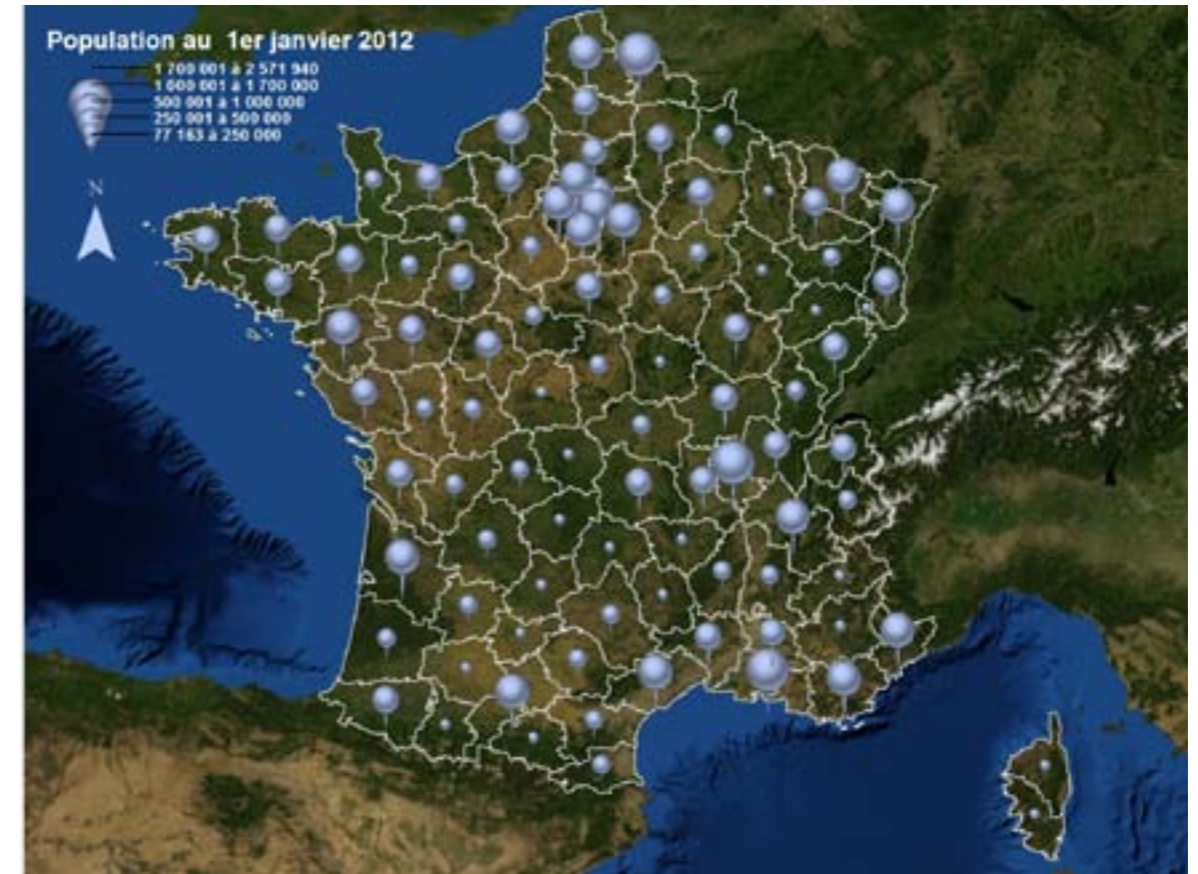 Population au 1er janvier 2012
1 700 001 à 2 571 940
1 000 001 à 1 700 000
500 001 à 1 000 000
250 001 à 500 000
77 163 à 250 000
N